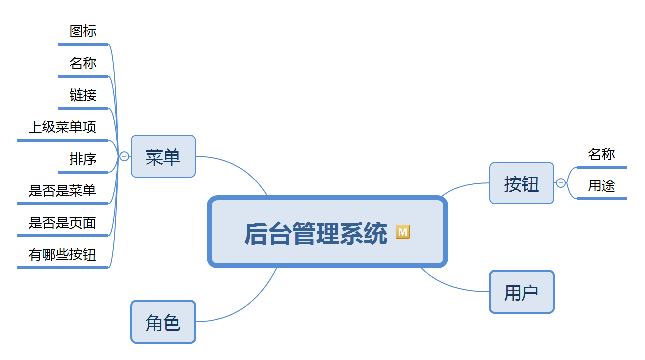 图标
名称
链接
上级菜单项
排序
是否是菜单
是否是页面
有哪些按钮
菜单
角色
后台管理系统 M
按钮
名称
用途
用户